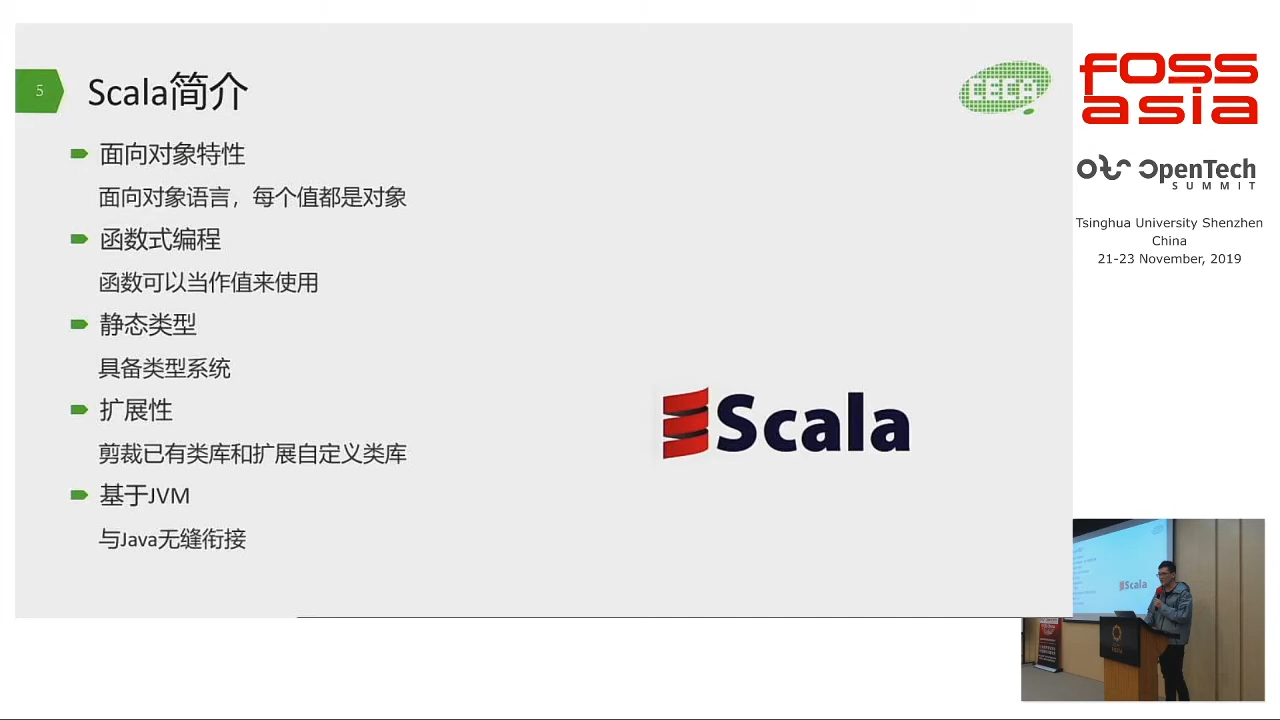 5
Scala简介
面向对象特性
面向对象语言，每个值都是对象
函数式编程
函数可以当作值来使用
静态类型
具备类型系统
扩展性
剪裁已有类库和扩展自定义类库
基于JVM
与Java无缝衔接
Scala
FOSS
asia
OpenTech
SUMMIT
Tsinghua University Shenzhen
China
21-23 November, 2019
Scala